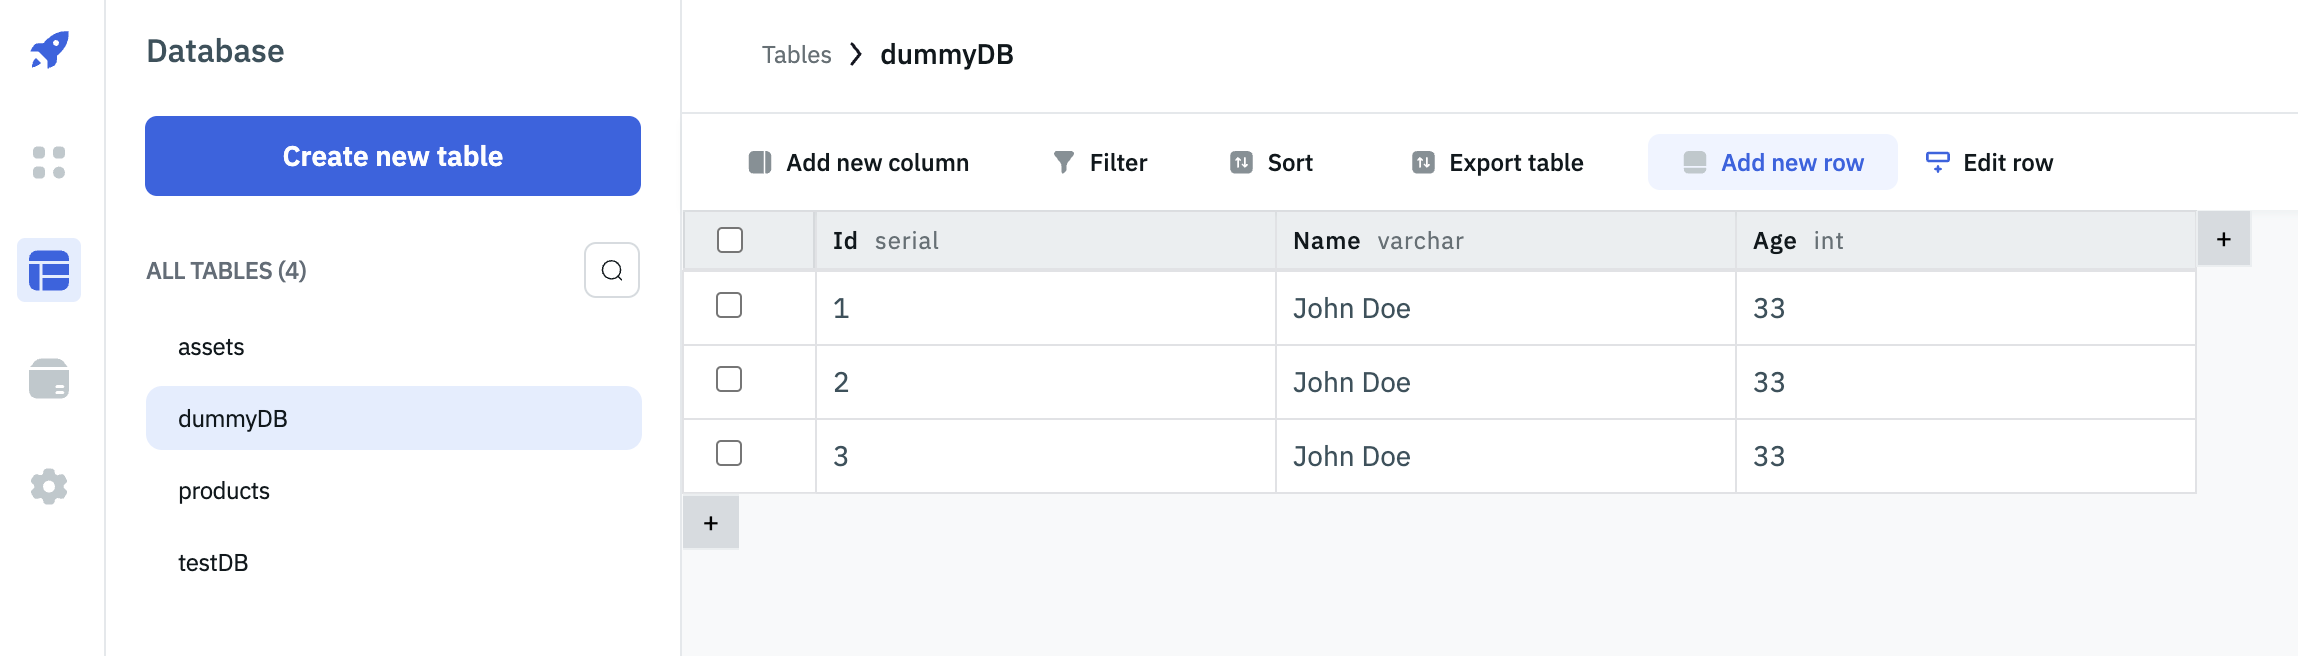 Database
Create new table
ALL TABLES (4)
assets
dummyDB
products
testDB
Tables > dummyDB
Add new column Filter Sort Export table Add new row Edit row
Id serial Name varchar Age int +
1 John Doe 33
2 John Doe 33
3 John Doe 33
+